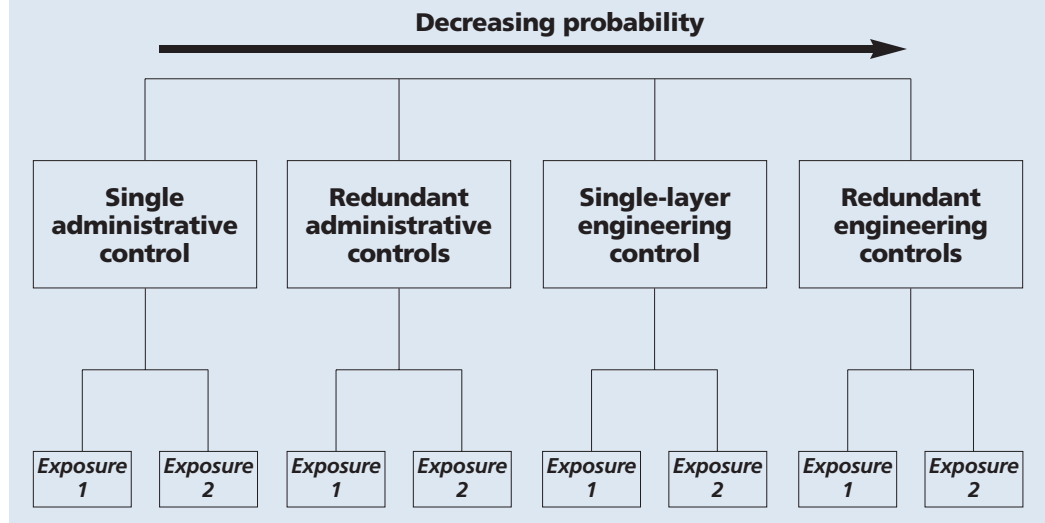 Decreasing probability
Single
administrative
control
Redundant
administrative
controls
Single-layer
engineering
control
Redundant
engineering
controls
Exposure
1
Exposure
2
Exposure
1
Exposure
2
Exposure
1
Exposure
2
Exposure
1
Exposure
2